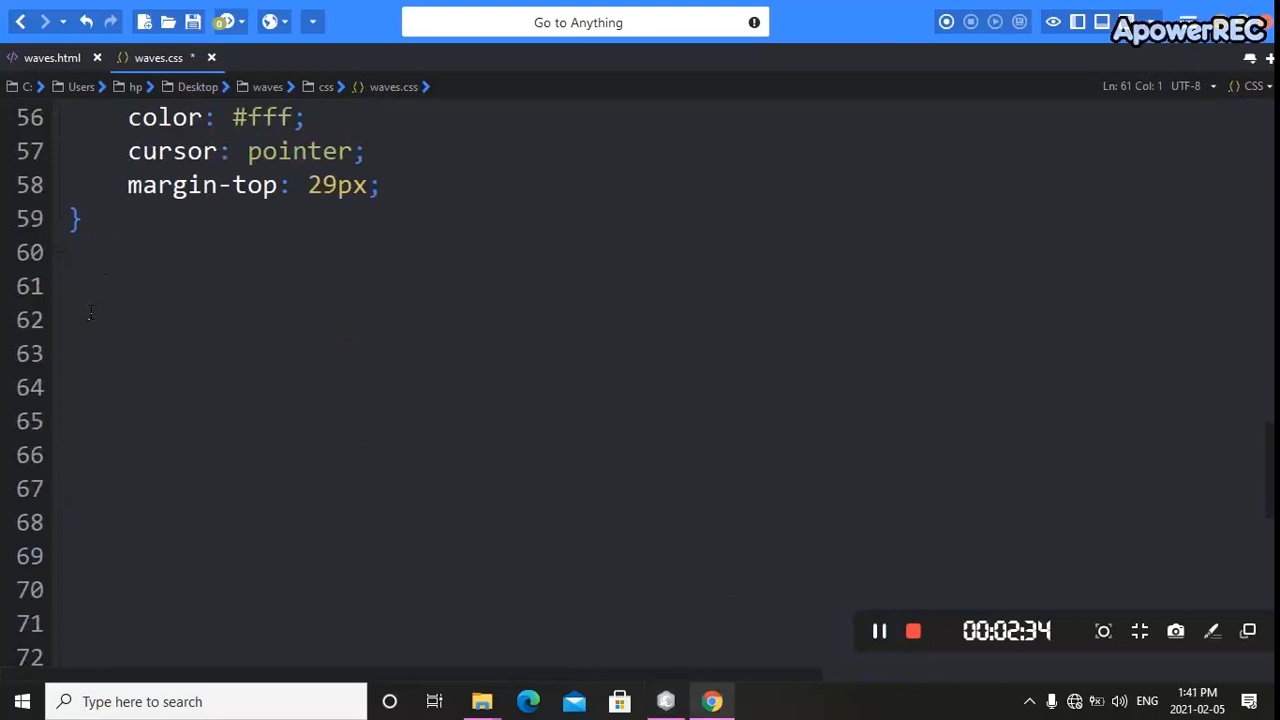 Go to Anything
ApowerREC
waves.html
waves.css *
C: Users hp Desktop waves css waves.css
Ln: 61 Col: 1 UTF-8 CSS
56 color: #fff;
57 cursor: pointer;
58 margin-top: 29px;
59 }
60
61
62
63
64
65
66
67
68
69
70
71
72
00:02:34
Type here to search
ENG
1:41 PM
2021-02-05